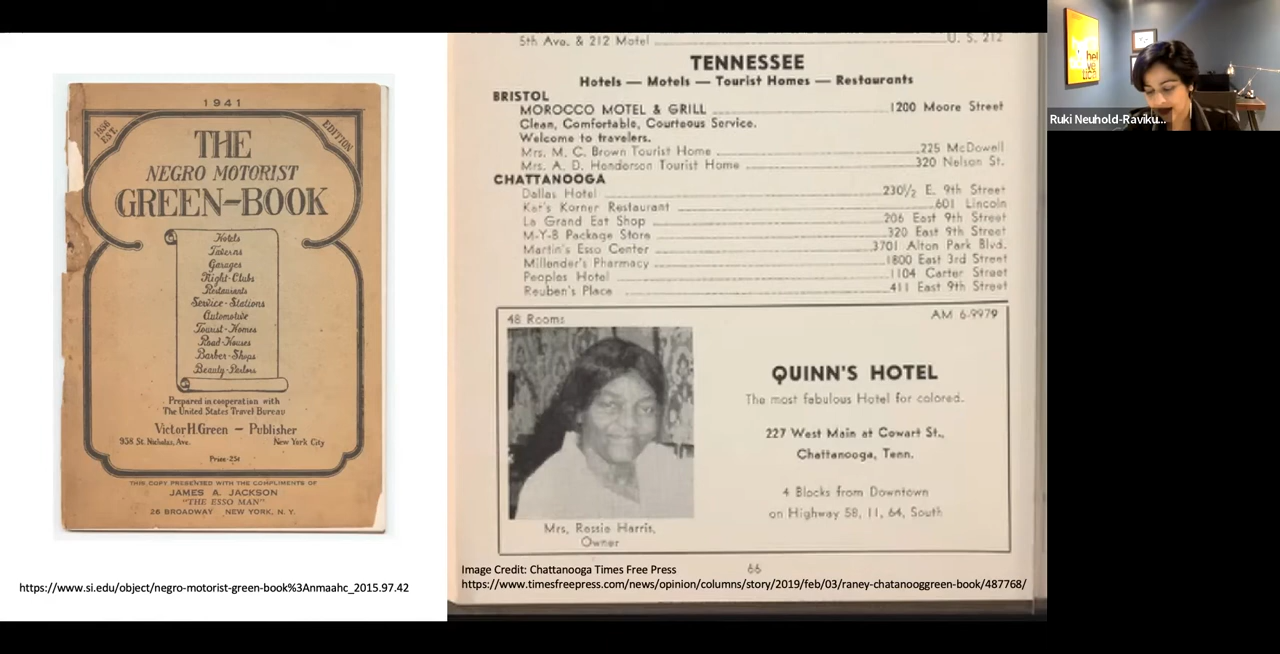 1941
1936 EST.
EDITION
THE
NEGRO MOTORIST
GREEN-BOOK
Hotels
Taverns
Garages
Night-Clubs
Restaurants
Service-Stations
Automotive
Tourist-Homes
Road-Houses
Barber-Shops
Beauty-Parlors
Prepared in cooperation with
The United States Travel Bureau
Victor H. Green — Publisher
938 St. Nicholas Ave. New York City
Price-25¢
THIS COPY PRESENTED WITH THE COMPLIMENTS OF
JAMES A. JACKSON
"THE ESSO MAN"
26 BROADWAY NEW YORK, N. Y.
https://www.si.edu/object/negro-motorist-green-book%3Anmaahc_2015.97.42
5th Ave. & 212 Motel U. S. 212
TENNESSEE
Hotels — Motels — Tourist Homes — Restaurants
BRISTOL
MOROCCO MOTEL & GRILL 1200 Moore Street
Clean, Comfortable, Courteous Service.
Welcome to travelers.
Mrs. M. C. Brown Tourist Home 225 McDowell
Mrs. A. D. Henderson Tourist Home 320 Nelson St.
CHATTANOOGA
Dallas Hotel 230½ E. 9th Street
Kat's Korner Restaurant 601 Lincoln
La Grand Eat Shop 206 East 9th Street
M-Y-B Package Store 320 East 9th Street
Martin's Esso Center 3701 Alton Park Blvd.
Millender's Pharmacy 1800 East 3rd Street
Peoples Hotel 1104 Carter Street
Reuben's Place 411 East 9th Street
48 Rooms
AM 6-9979
QUINN'S HOTEL
The most fabulous Hotel for colored.
227 West Main at Cowart St.,
Chattanooga, Tenn.
4 Blocks from Downtown
on Highway 58, 11, 64, South
Mrs. Rossie Harris,
Owner
66
Image Credit: Chattanooga Times Free Press
https://www.timesfreepress.com/news/opinion/columns/story/2019/feb/03/raney-chatanooggreen-book/487768/
Ruki Neuhold-Raviku...